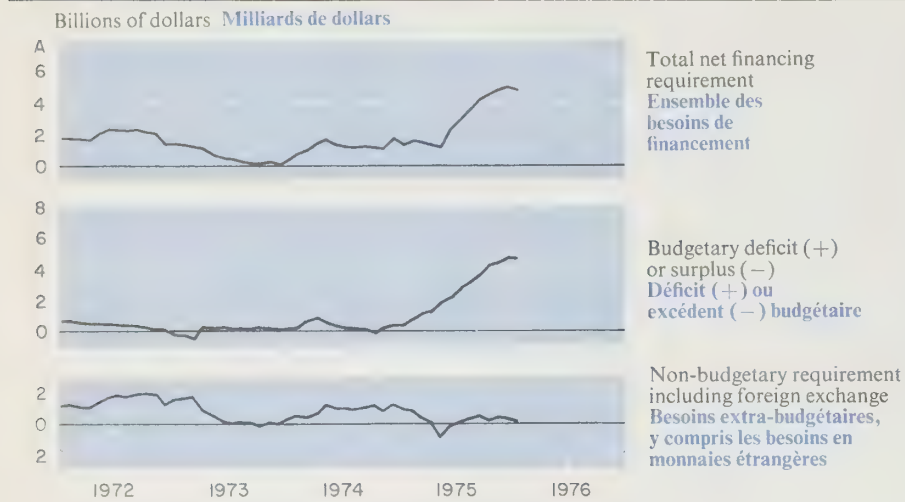 Billions of dollars Milliards de dollars
A
6
4
2
0
Total net financing
requirement
Ensemble des
besoins de
financement
8
6
4
2
0
Budgetary deficit (+)
or surplus (−)
Déficit (+) ou
excédent (−) budgétaire
2
0
2
Non-budgetary requirement
including foreign exchange
Besoins extra-budgétaires,
y compris les besoins en
monnaies étrangères
1972 1973 1974 1975 1976